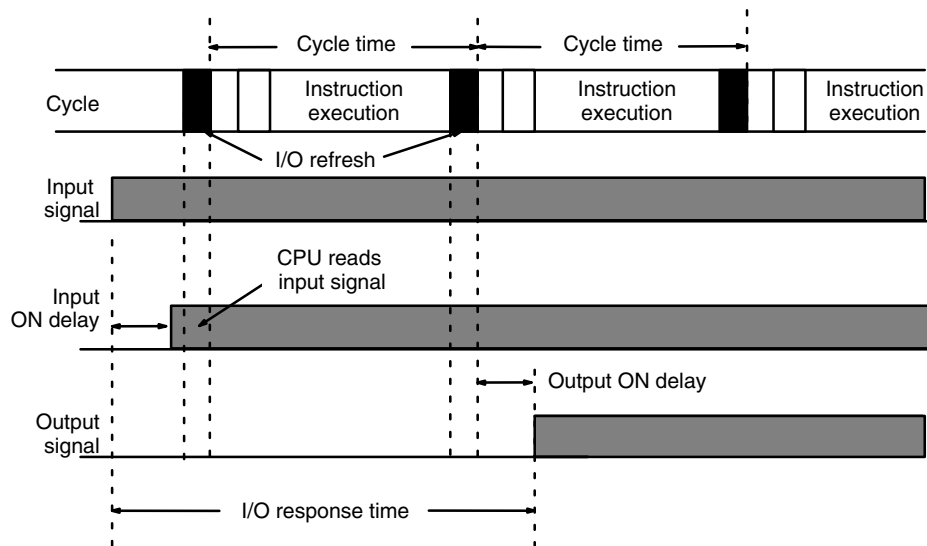 Cycle time
Cycle time
Cycle
Instruction
execution
Instruction
execution
Instruction
execution
I/O refresh
Input
signal
CPU reads
input signal
Input
ON delay
Output ON delay
Output
signal
I/O response time